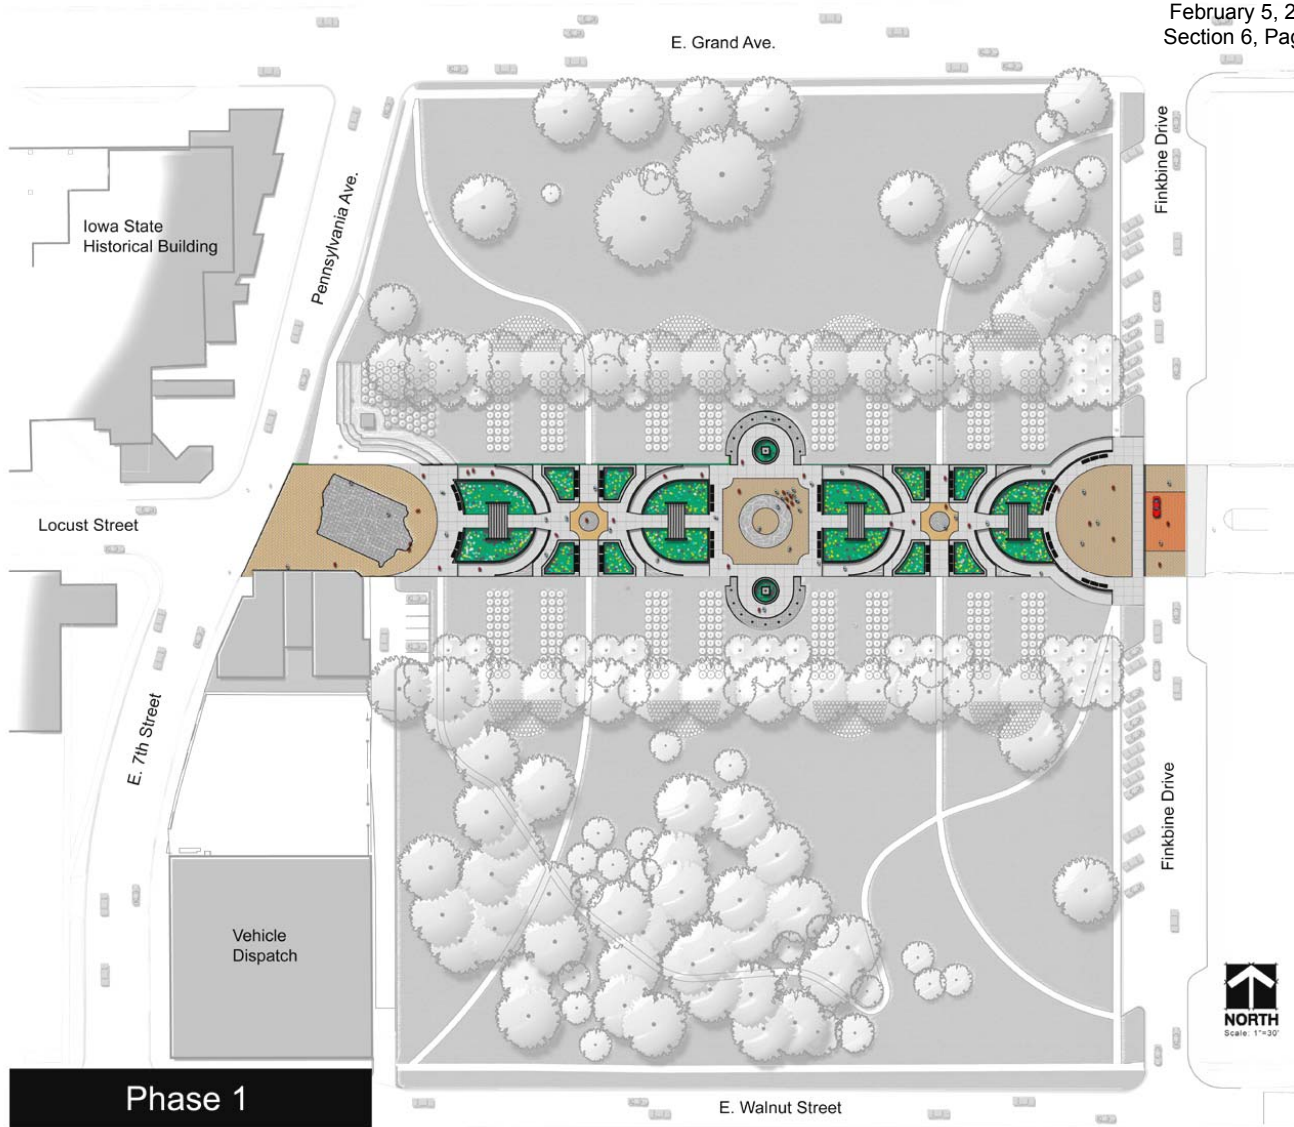 February 5, 2
Section 6, Pag
E. Grand Ave.
Finkbine Drive
Pennsylvania Ave.
Iowa State
Historical Building
Locust Street
E. 7th Street
Finkbine Drive
Vehicle
Dispatch
NORTH
Scale: 1"=30'
Phase 1
E. Walnut Street